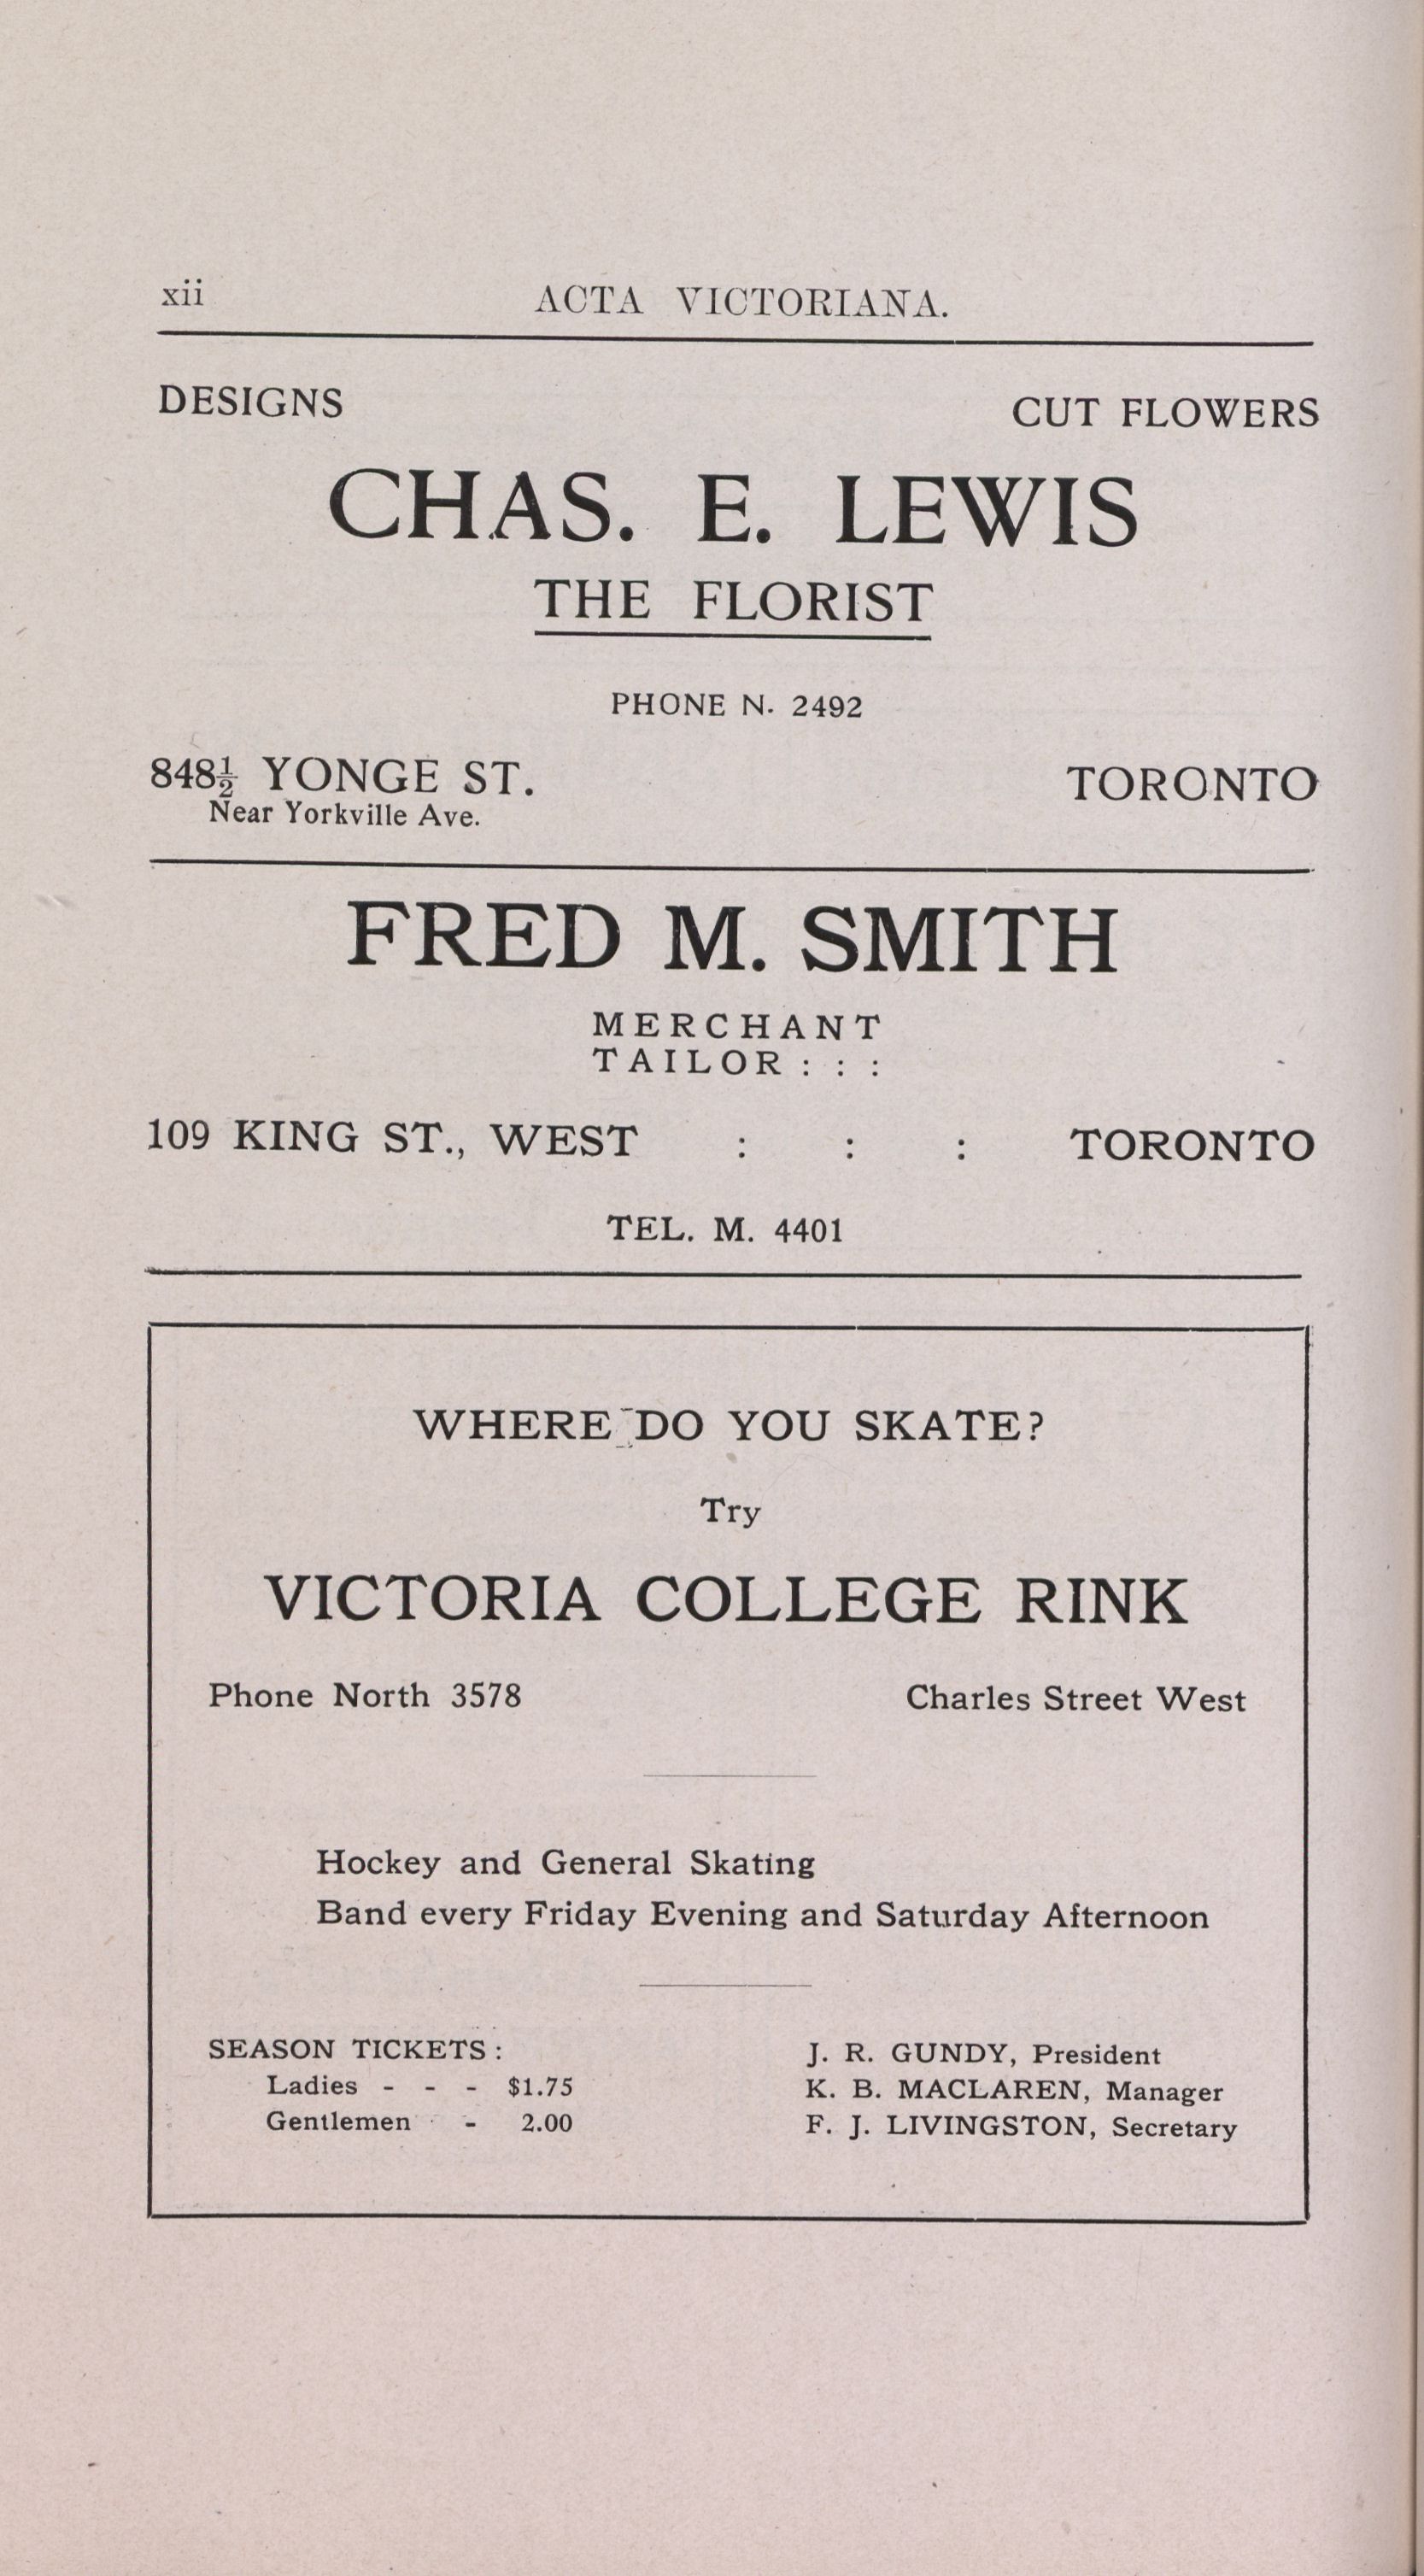 xii ACTA VICTORIANA.
DESIGNS CUT FLOWERS
CHAS. E. LEWIS
THE FLORIST
PHONE N. 2492
848½ YONGE ST. TORONTO
Near Yorkville Ave.
FRED M. SMITH
MERCHANT
TAILOR : : :
109 KING ST., WEST : : : TORONTO
TEL. M. 4401
WHERE DO YOU SKATE?
Try
VICTORIA COLLEGE RINK
Phone North 3578 Charles Street West
Hockey and General Skating
Band every Friday Evening and Saturday Afternoon
SEASON TICKETS:
Ladies - - - $1.75
Gentlemen - 2.00
J. R. GUNDY, President
K. B. MACLAREN, Manager
F. J. LIVINGSTON, Secretary